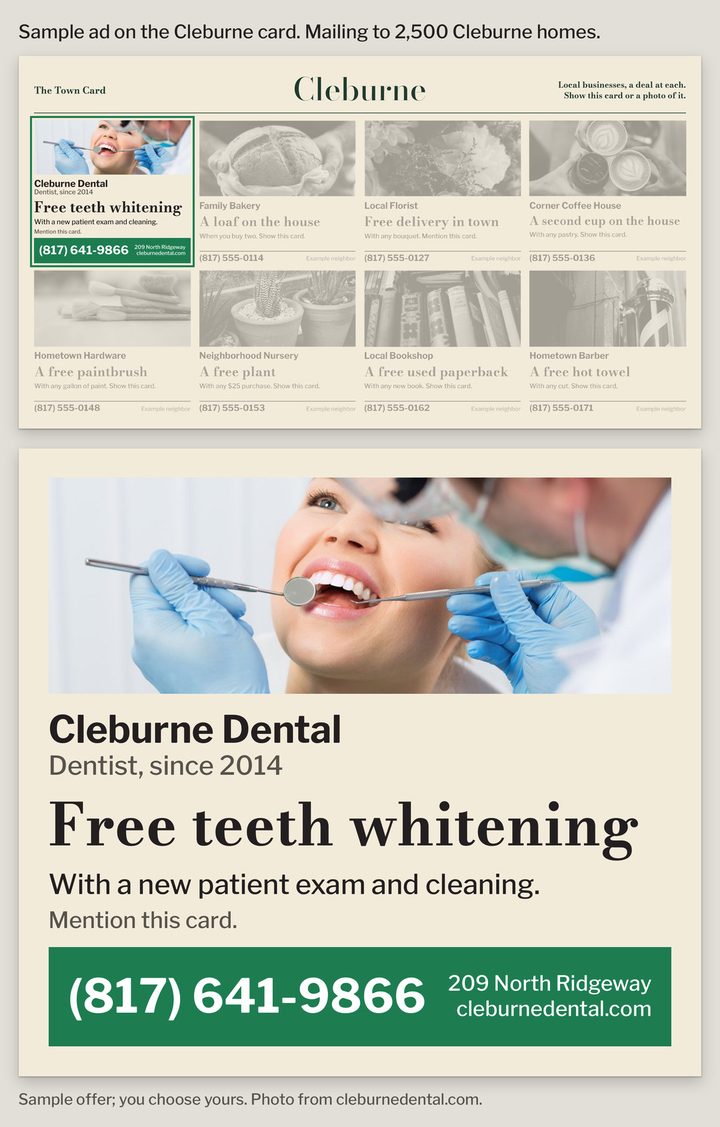 Sample ad on the Cleburne card. Mailing to 2,500 Cleburne homes.
The Town Card
Cleburne
Local businesses, a deal at each.
Show this card or a photo of it.
Cleburne Dental
Dentist, since 2014
Free teeth whitening
With a new patient exam and cleaning.
Mention this card.
(817) 641-9866
209 North Ridgeway
cleburnedental.com
Family Bakery
A loaf on the house
When you buy two. Show this card.
(817) 555-0114
Example neighbor
Local Florist
Free delivery in town
With any bouquet. Mention this card.
(817) 555-0127
Example neighbor
Corner Coffee House
A second cup on the house
With any pastry. Show this card.
(817) 555-0136
Example neighbor
Hometown Hardware
A free paintbrush
With any gallon of paint. Show this card.
(817) 555-0148
Example neighbor
Neighborhood Nursery
A free plant
With any $25 purchase. Show this card.
(817) 555-0153
Example neighbor
Local Bookshop
A free used paperback
With any new book. Show this card.
(817) 555-0162
Example neighbor
Hometown Barber
A free hot towel
With any cut. Show this card.
(817) 555-0171
Example neighbor
Cleburne Dental
Dentist, since 2014
Free teeth whitening
With a new patient exam and cleaning.
Mention this card.
(817) 641-9866
209 North Ridgeway
cleburnedental.com
Sample offer; you choose yours. Photo from cleburnedental.com.